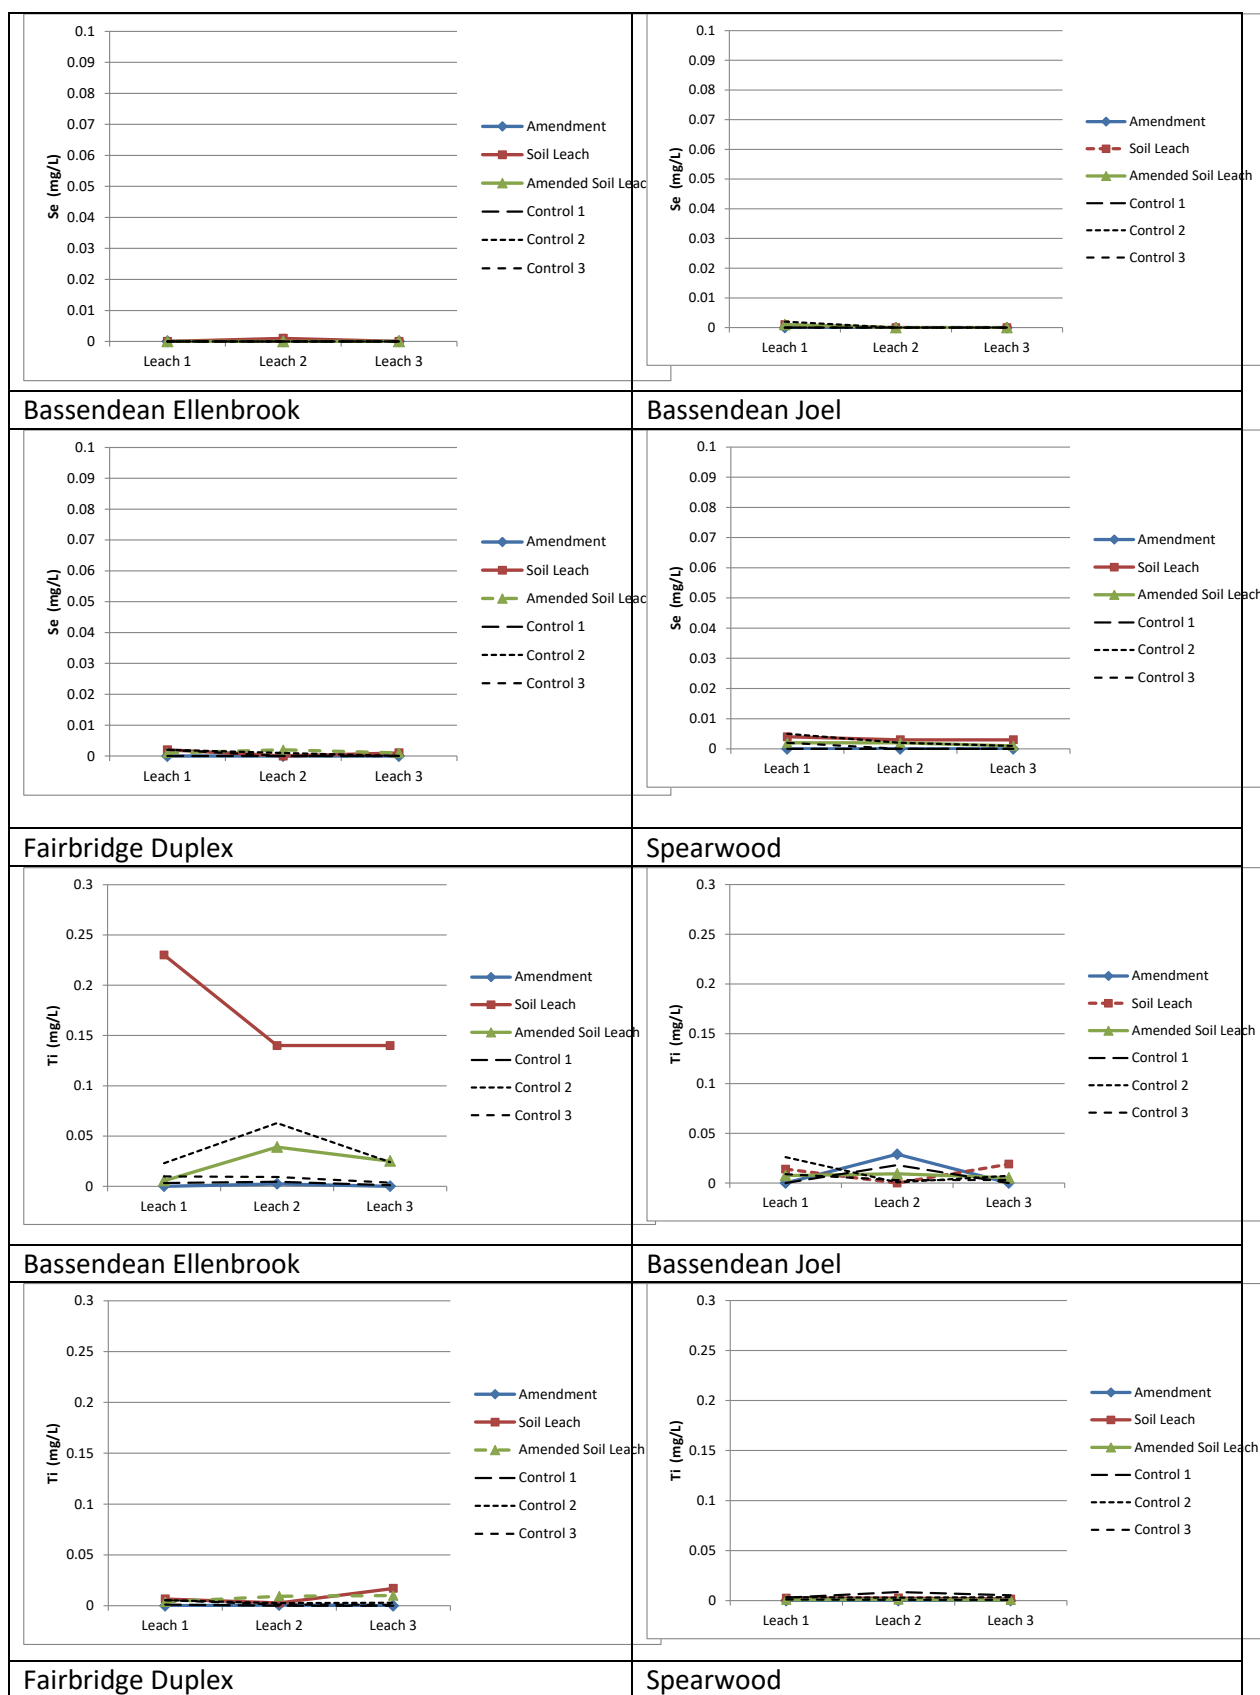 0.1
0.09
0.08
0.07
0.06
0.05
0.04
0.03
0.02
0.01
0
Se (mg/L)
Leach 1 Leach 2 Leach 3
Amendment
Soil Leach
Amended Soil Leac
Control 1
Control 2
Control 3
0.1
0.09
0.08
0.07
0.06
0.05
0.04
0.03
0.02
0.01
0
Se (mg/L)
Leach 1 Leach 2 Leach 3
Amendment
Soil Leach
Amended Soil Leach
Control 1
Control 2
Control 3
Bassendean Ellenbrook
Bassendean Joel
0.1
0.09
0.08
0.07
0.06
0.05
0.04
0.03
0.02
0.01
0
Se (mg/L)
Leach 1 Leach 2 Leach 3
Amendment
Soil Leach
Amended Soil Leac
Control 1
Control 2
Control 3
0.1
0.09
0.08
0.07
0.06
0.05
0.04
0.03
0.02
0.01
0
Se (mg/L)
Leach 1 Leach 2 Leach 3
Amendment
Soil Leach
Amended Soil Leach
Control 1
Control 2
Control 3
Fairbridge Duplex
Spearwood
0.3
0.25
0.2
0.15
0.1
0.05
0
Ti (mg/L)
Leach 1 Leach 2 Leach 3
Amendment
Soil Leach
Amended Soil Leach
Control 1
Control 2
Control 3
0.3
0.25
0.2
0.15
0.1
0.05
0
Ti (mg/L)
Leach 1 Leach 2 Leach 3
Amendment
Soil Leach
Amended Soil Leach
Control 1
Control 2
Control 3
Bassendean Ellenbrook
Bassendean Joel
0.3
0.25
0.2
0.15
0.1
0.05
0
Ti (mg/L)
Leach 1 Leach 2 Leach 3
Amendment
Soil Leach
Amended Soil Leach
Control 1
Control 2
Control 3
0.3
0.25
0.2
0.15
0.1
0.05
0
Ti (mg/L)
Leach 1 Leach 2 Leach 3
Amendment
Soil Leach
Amended Soil Leach
Control 1
Control 2
Control 3
Fairbridge Duplex
Spearwood